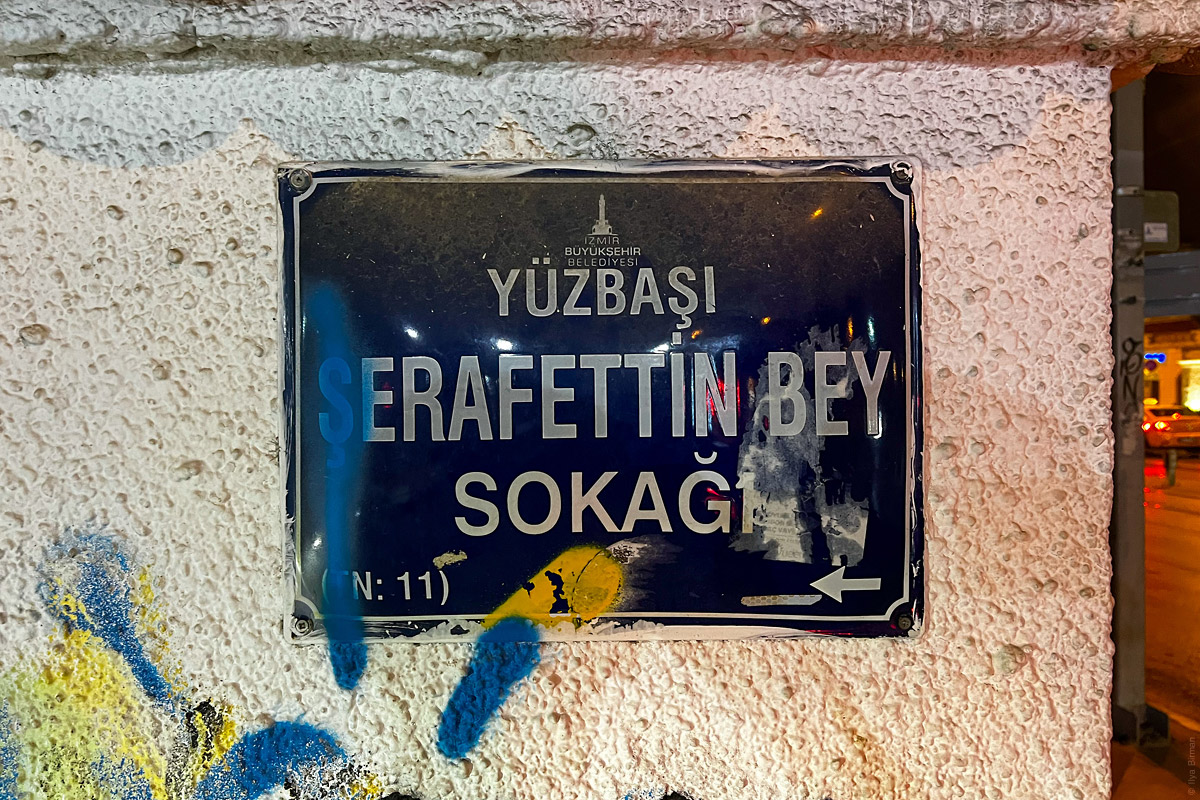 İZMİR
BÜYÜKŞEHİR
BELEDİYESİ
YÜZBAŞI
ŞERAFETTİN BEY
SOKAĞI
N: 11)